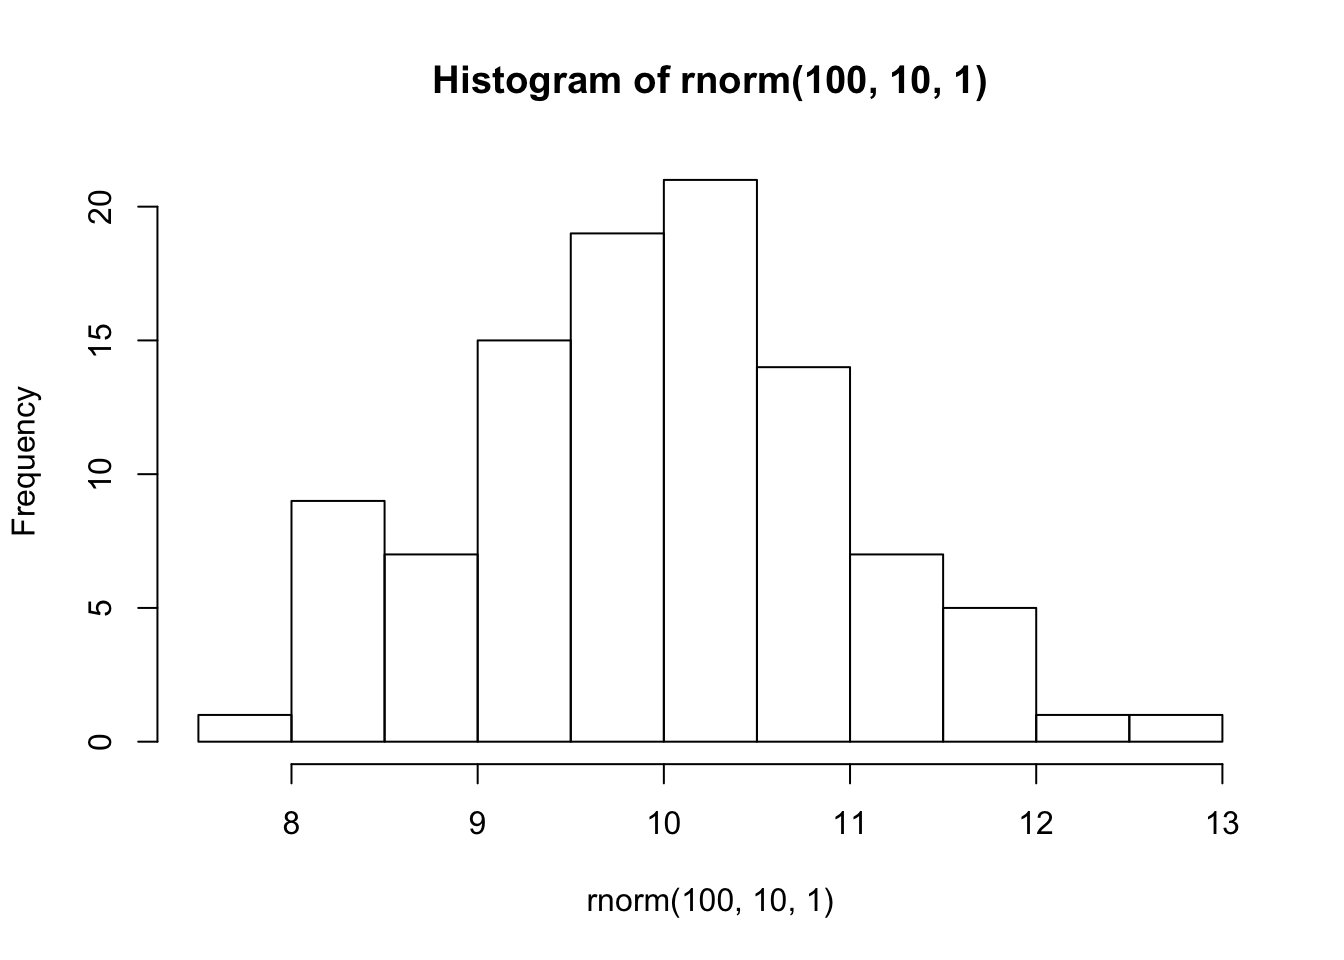 Histogram of rnorm(100, 10, 1)
Frequency
20
15
10
5
0
8 9 10 11 12 13
rnorm(100, 10, 1)